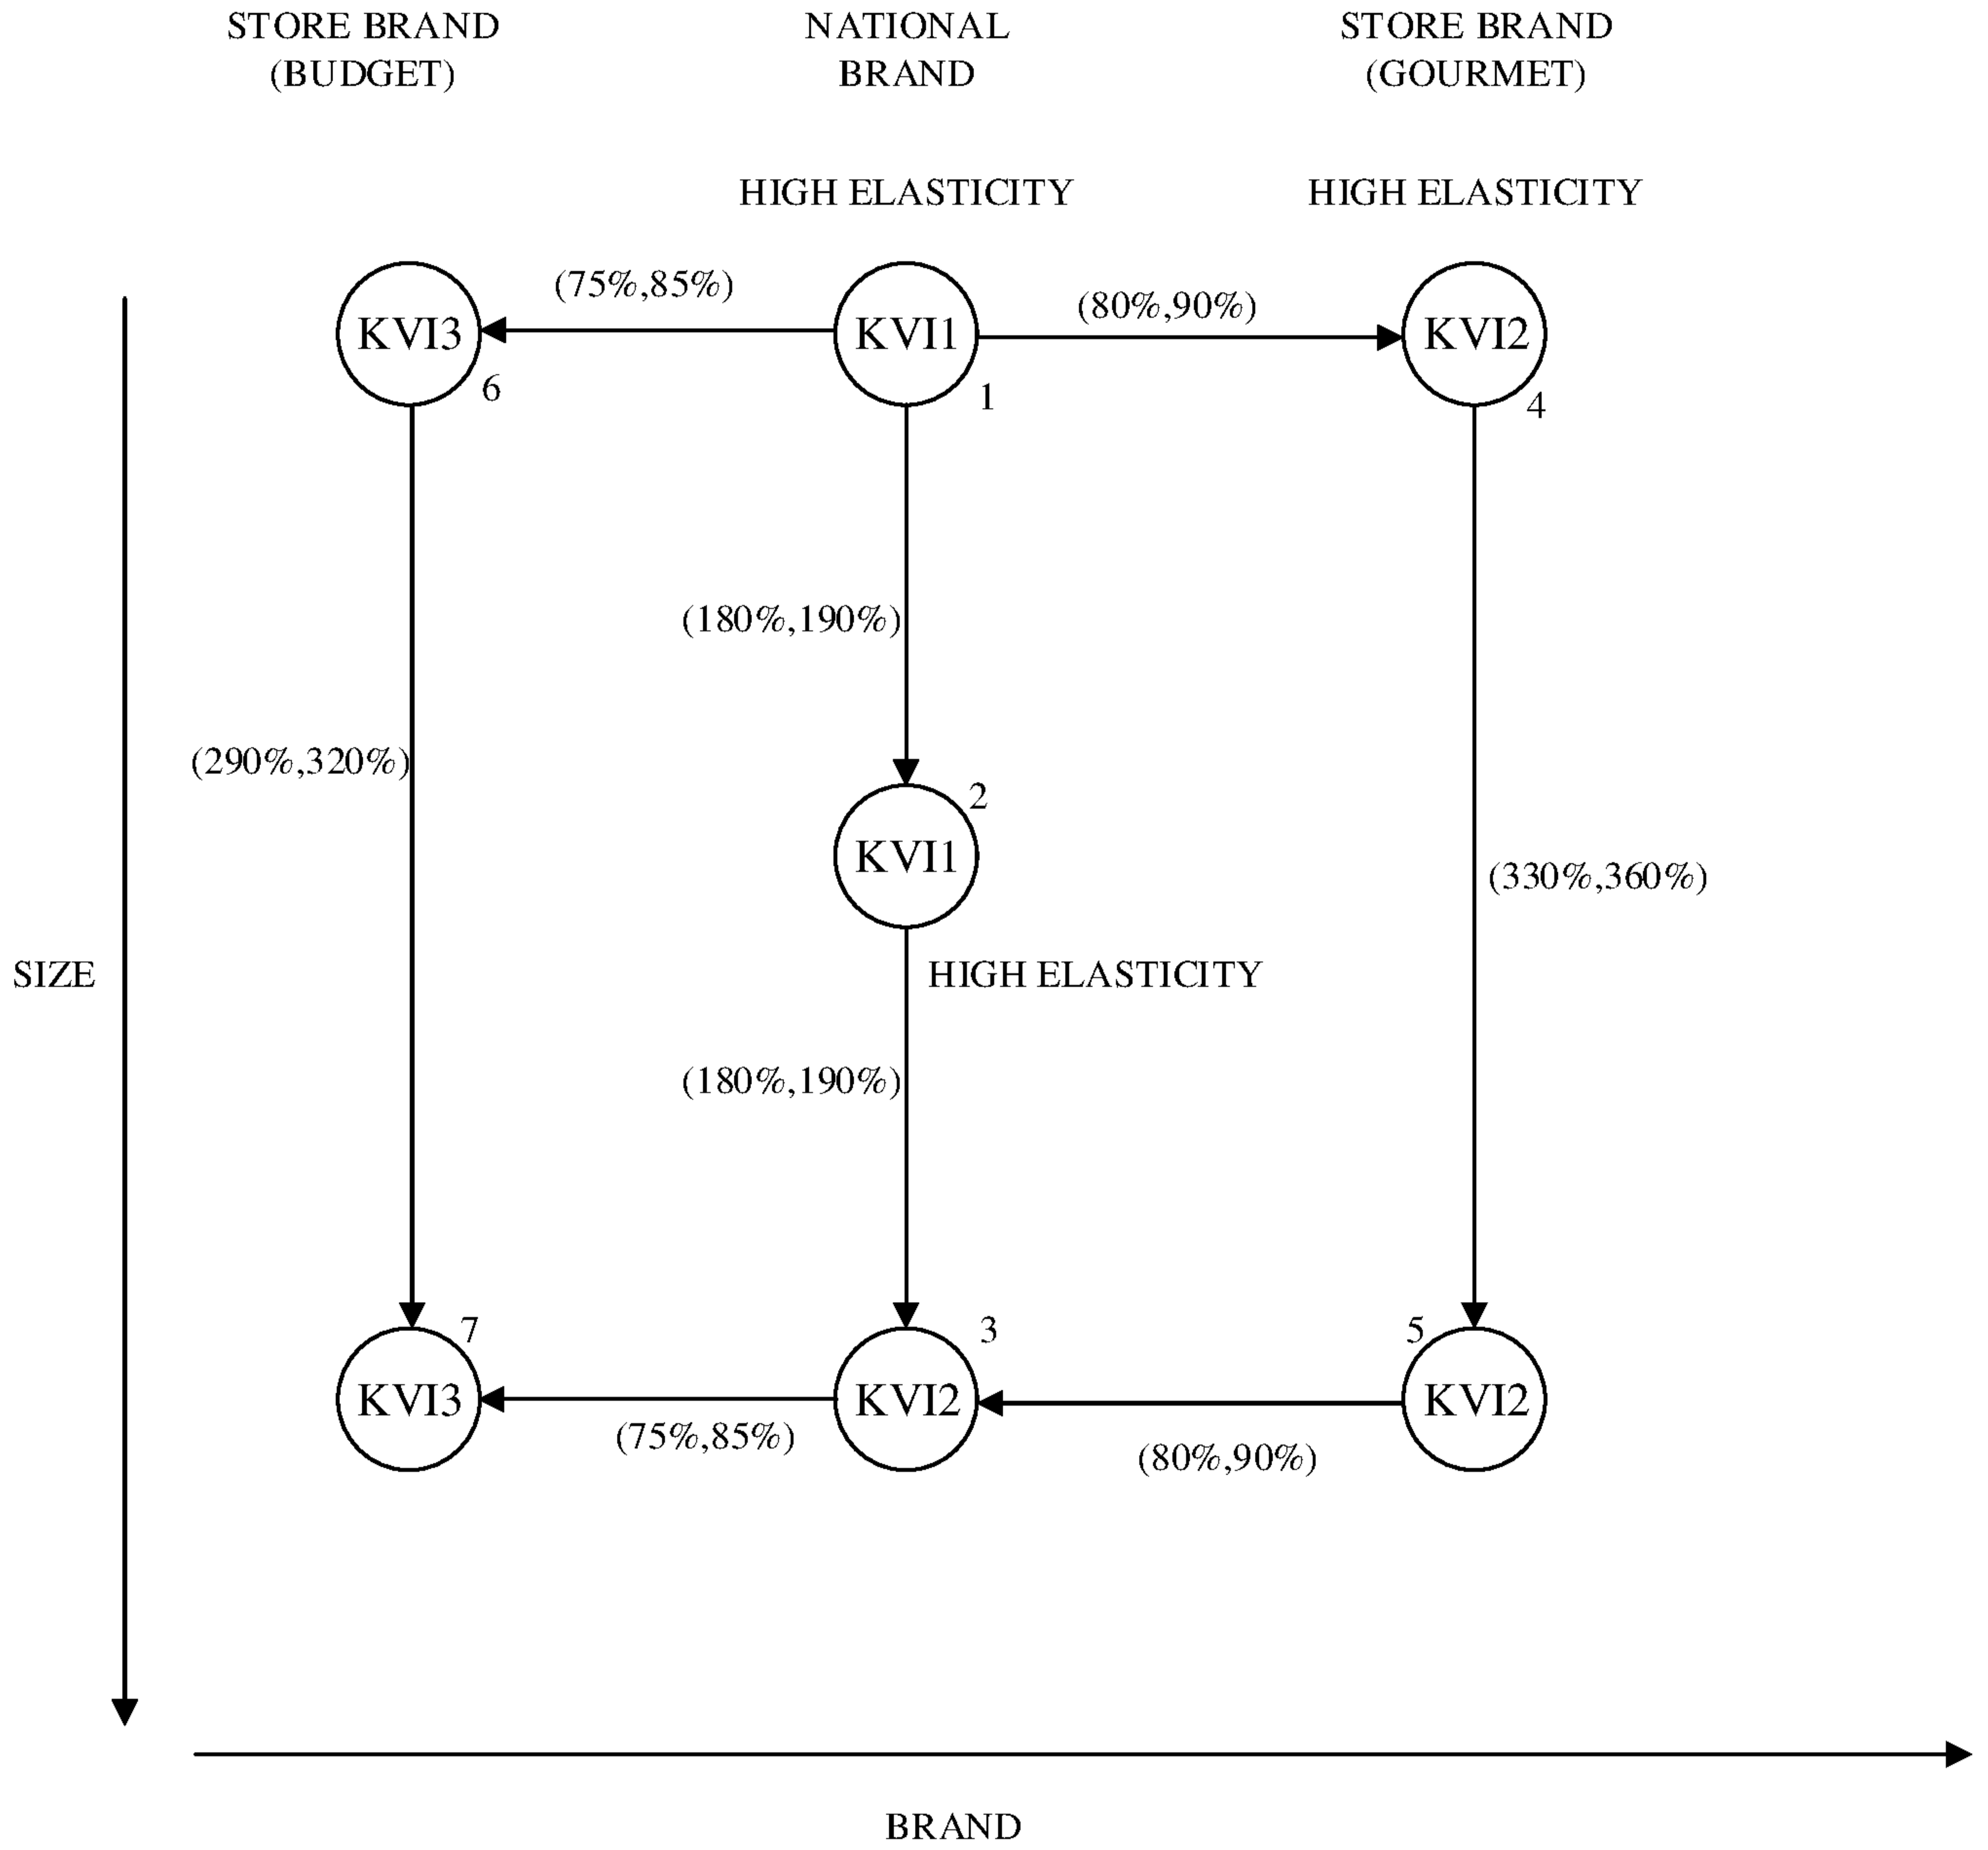 STORE BRAND
(BUDGET)
NATIONAL
BRAND
STORE BRAND
(GOURMET)
HIGH ELASTICITY
HIGH ELASTICITY
KVI3
6
(75%,85%)
KVI1
1
(80%,90%)
KVI2
4
(180%,190%)
(290%,320%)
2
KVI1
(330%,360%)
SIZE
HIGH ELASTICITY
(180%,190%)
7
KVI3
3
KVI2
5
KVI2
(75%,85%)
(80%,90%)
BRAND